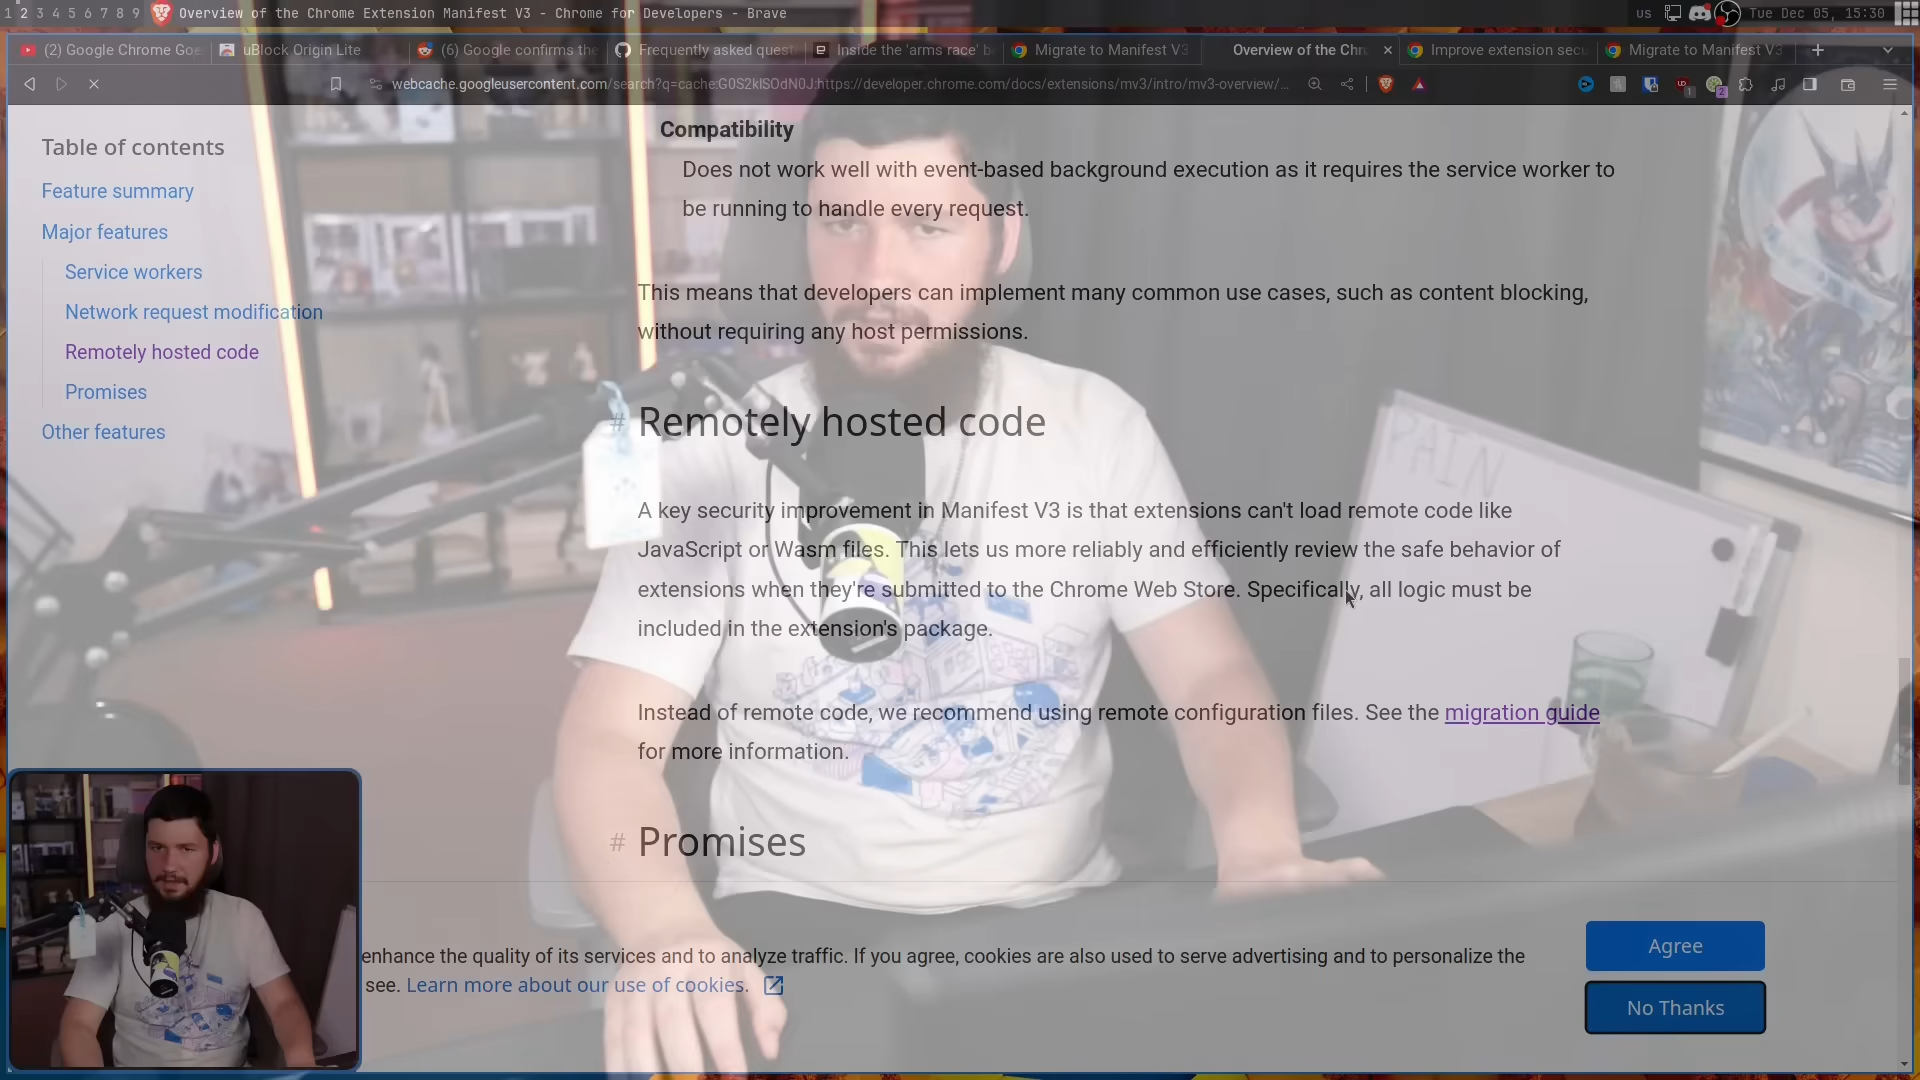 1 2 3 4 5 6 7 8 9 Overview of the Chrome Extension Manifest V3 - Chrome for Developers - Brave
us Tue Dec 05, 15:30
(2) Google Chrome Goe
uBlock Origin Lite
(6) Google confirms the
Frequently asked quest
Inside the 'arms race' b
Migrate to Manifest V3
Overview of the Chr
Improve extension secu
Migrate to Manifest V3
webcache.googleusercontent.com/search?q=cache:G0S2kISOdN0J:https://developer.chrome.com/docs/extensions/mv3/intro/mv3-overview/...
1
2
Table of contents
Feature summary
Major features
Service workers
Network request modification
Remotely hosted code
Promises
Other features
Compatibility
Does not work well with event-based background execution as it requires the service worker to
be running to handle every request.
This means that developers can implement many common use cases, such as content blocking,
without requiring any host permissions.
# Remotely hosted code
A key security improvement in Manifest V3 is that extensions can't load remote code like
JavaScript or Wasm files. This lets us more reliably and efficiently review the safe behavior of
extensions when they're submitted to the Chrome Web Store. Specifically, all logic must be
included in the extension's package.
Instead of remote code, we recommend using remote configuration files. See the migration guide
for more information.
# Promises
PAIN
enhance the quality of its services and to analyze traffic. If you agree, cookies are also used to serve advertising and to personalize the
see. Learn more about our use of cookies.
Agree
No Thanks